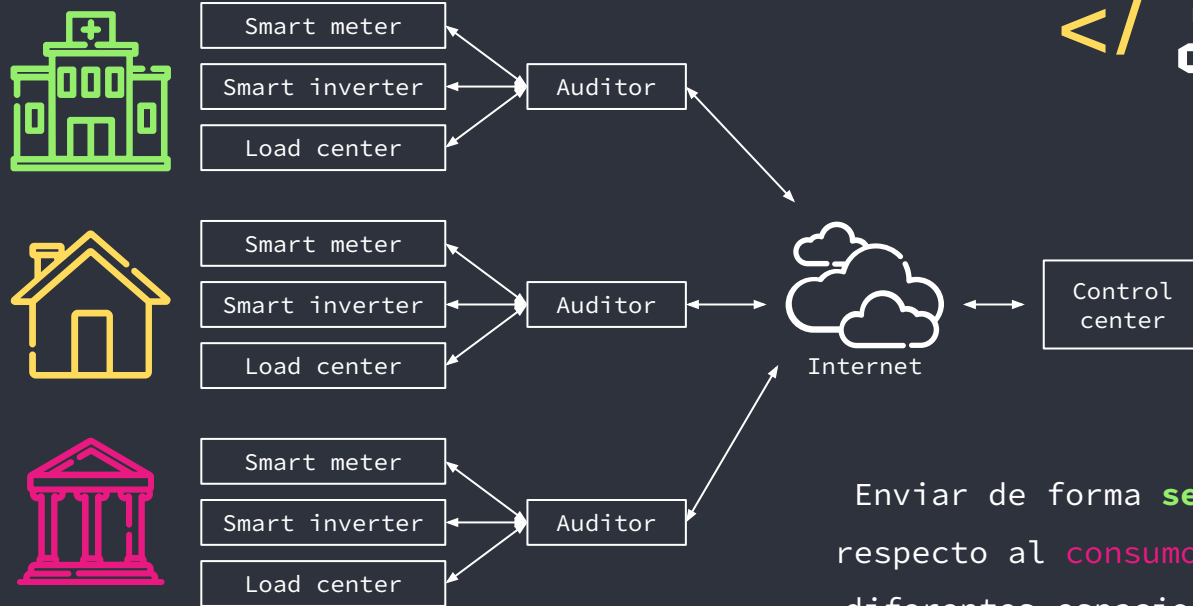 Smart meter
Smart inverter
Load center
Auditor
</
Smart meter
Smart inverter
Load center
Auditor
Internet
Control
center
Smart meter
Smart inverter
Load center
Auditor
Enviar de forma
respecto al consumo